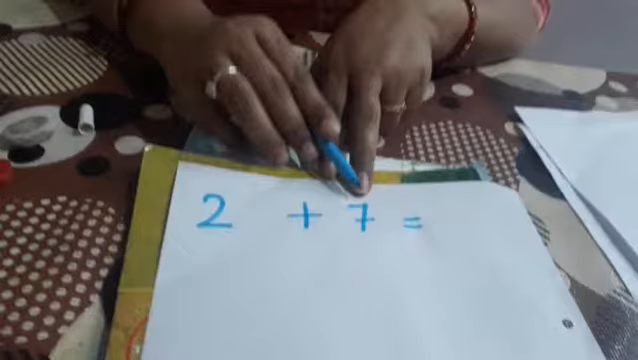 2 + 7 =